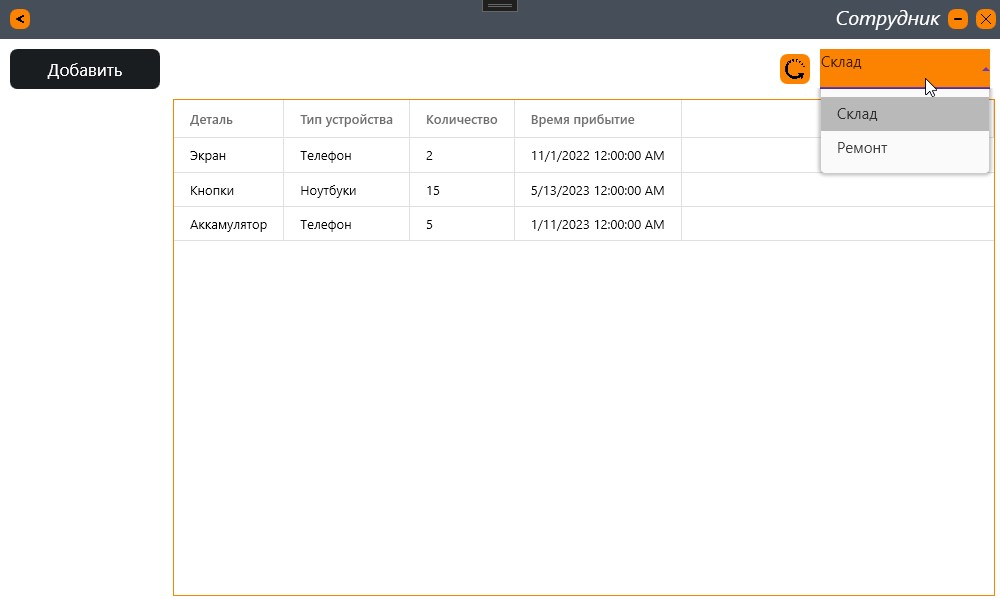 Сотрудник
Добавить
Склад
Склад
Ремонт
Деталь Тип устройства Количество Время прибытие
Экран Телефон 2 11/1/2022 12:00:00 AM
Кнопки Ноутбуки 15 5/13/2023 12:00:00 AM
Аккамулятор Телефон 5 1/11/2023 12:00:00 AM